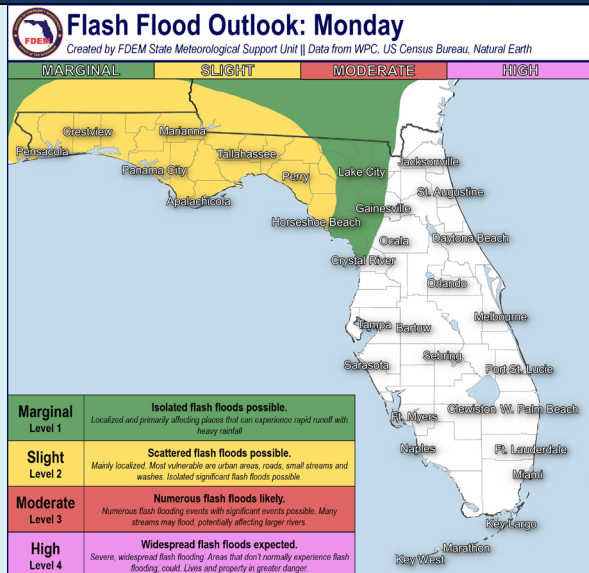 Flash Flood Outlook: Monday
Created by FDEM State Meteorological Support Unit || Data from WPC, US Census Bureau, Natural Earth
MARGINAL SLIGHT MODERATE HIGH
Crestview Marianna
Pensacola Tallahassee
Panama City Perry Lake City Jacksonville
Apalachicola St. Augustine
Gainesville
Horseshoe Beach
Ocala Daytona Beach
Crystal River
Orlando
Tampa Bartow Melbourne
Sebring
Sarasota Port St. Lucie
Ft. Myers Clewiston W. Palm Beach
Naples Ft. Lauderdale
Miami
Key Largo
Marathon
Key West
Marginal
Level 1
Isolated flash floods possible.
Localized and primarily affecting places that can experience rapid runoff with
heavy rainfall
Slight
Level 2
Scattered flash floods possible.
Mainly localized. Most vulnerable are urban areas, roads, small streams and
washes. Isolated significant flash floods possible.
Moderate
Level 3
Numerous flash floods likely.
Numerous flash flooding events with significant events possible. Many
streams may flood, potentially affecting larger rivers.
High
Level 4
Widespread flash floods expected.
Severe, widespread flash flooding. Areas that don't normally experience flash
flooding, could. Lives and property in greater danger.